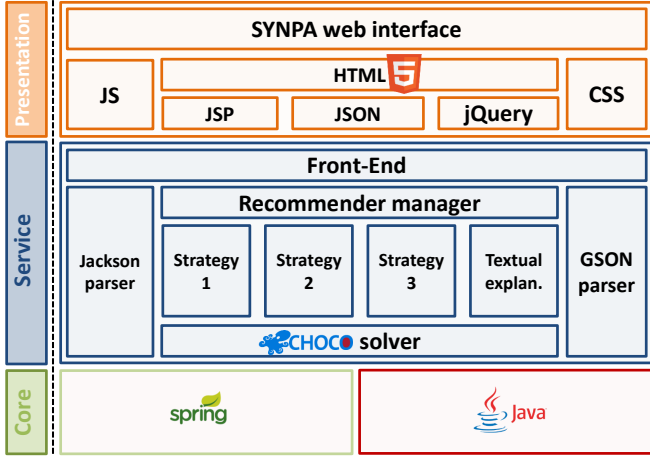 Presentation
SYNPA web interface
JS
HTML
5
CSS
JSP
JSON
jQuery
Service
Front-End
Recommender manager
Jackson
parser
Strategy
1
Strategy
2
Strategy
3
Textual
explan.
GSON
parser
CHOCO solver
Core
spring
Java